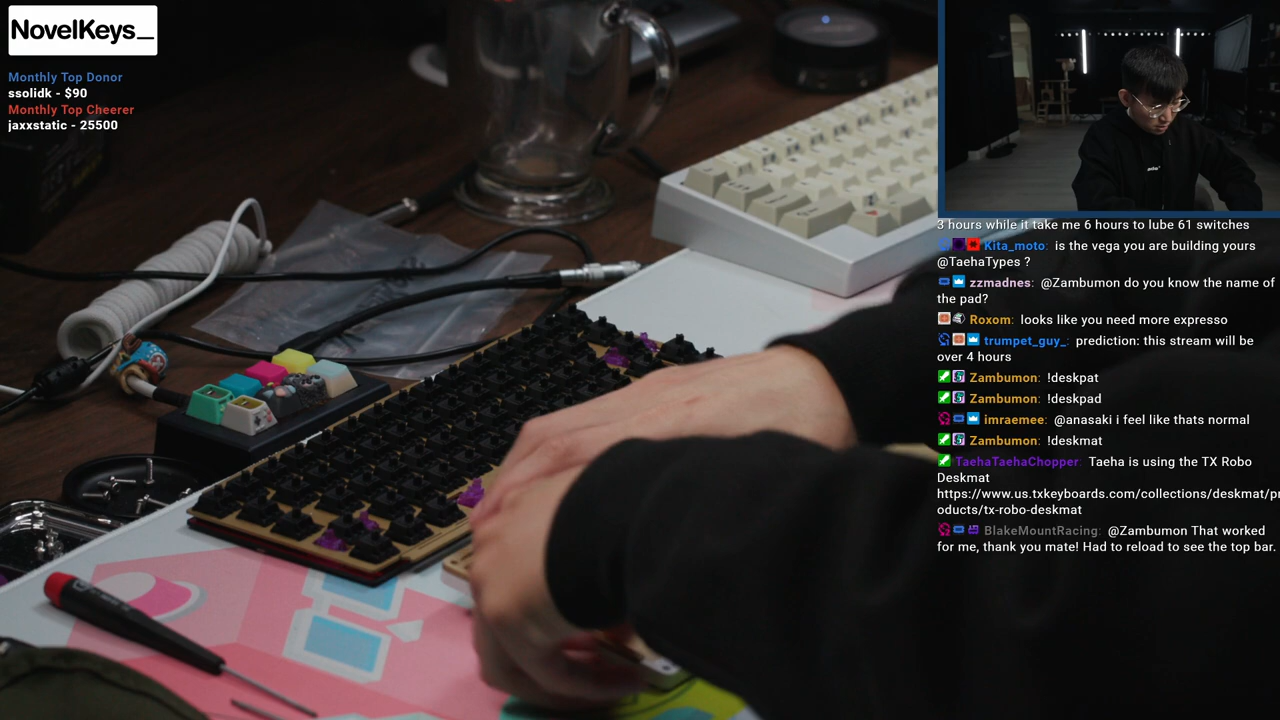 NovelKeys_
Monthly Top Donor
ssolidk - $90
Monthly Top Cheerer
jaxxstatic - 25500
3 hours while it take me 6 hours to lube 61 switches
Kita_moto: is the vega you are building yours
@TaehaTypes ?
zzmadnes: @Zambumon do you know the name of
the pad?
Roxom: looks like you need more expresso
trumpet_guy_: prediction: this stream will be
over 4 hours
Zambumon: !deskpat
Zambumon: !deskpad
imraemee: @anasaki i feel like thats normal
Zambumon: !deskmat
TaehaTaehaChopper: Taeha is using the TX Robo
Deskmat
https://www.us.txkeyboards.com/collections/deskmat/pr
oducts/tx-robo-deskmat
BlakeMountRacing: @Zambumon That worked
for me, thank you mate! Had to reload to see the top bar.